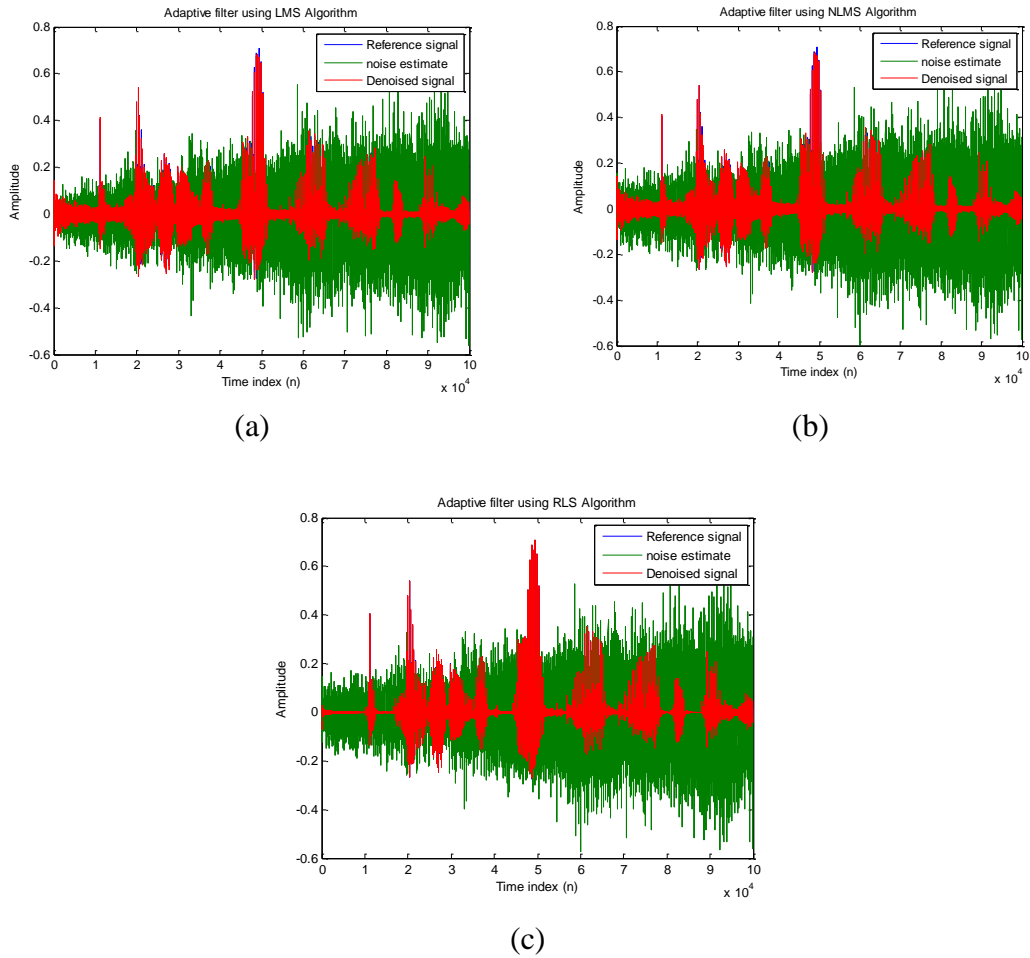 Adaptive filter using LMS Algorithm
0.8
0.6
0.4
0.2
0
-0.2
-0.4
-0.6
Amplitude
Reference signal
noise estimate
Denoised signal
0 1 2 3 4 5 6 7 8 9 10
x 10^4
Time index (n)
(a)
Adaptive filter using NLMS Algorithm
0.8
0.6
0.4
0.2
0
-0.2
-0.4
-0.6
Amplitude
Reference signal
noise estimate
Denoised signal
0 1 2 3 4 5 6 7 8 9 10
x 10^4
Time index (n)
(b)
Adaptive filter using RLS Algorithm
0.8
0.6
0.4
0.2
0
-0.2
-0.4
-0.6
Amplitude
Reference signal
noise estimate
Denoised signal
0 1 2 3 4 5 6 7 8 9 10
x 10^4
Time index (n)
(c)